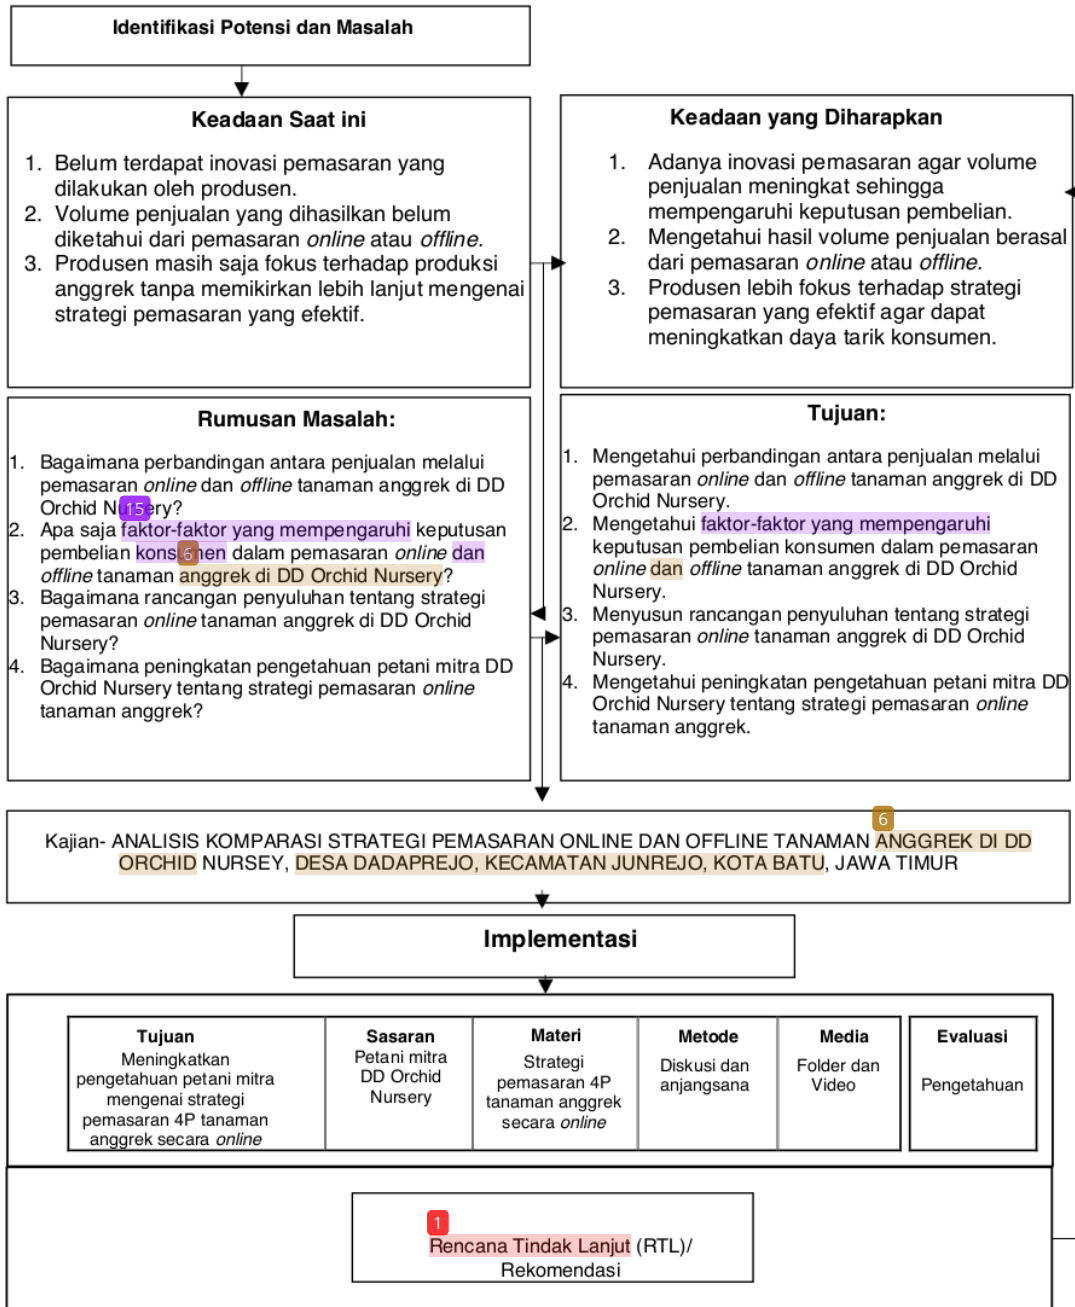 Identifikasi Potensi dan Masalah
Keadaan Saat ini
1. Belum terdapat inovasi pemasaran yang
dilakukan oleh produsen.
2. Volume penjualan yang dihasilkan belum
diketahui dari pemasaran online atau offline.
3. Produsen masih saja fokus terhadap produksi
anggrek tanpa memikirkan lebih lanjut mengenai
strategi pemasaran yang efektif.
Keadaan yang Diharapkan
1. Adanya inovasi pemasaran agar volume
penjualan meningkat sehingga
mempengaruhi keputusan pembelian.
2. Mengetahui hasil volume penjualan berasal
dari pemasaran online atau offline.
3. Produsen lebih fokus terhadap strategi
pemasaran yang efektif agar dapat
meningkatkan daya tarik konsumen.
Rumusan Masalah:
1. Bagaimana perbandingan antara penjualan melalui
pemasaran online dan offline tanaman anggrek di DD
Orchid Nursery?
15
2. Apa saja faktor-faktor yang mempengaruhi keputusan
pembelian konsumen dalam pemasaran online dan
6
offline tanaman anggrek di DD Orchid Nursery?
3. Bagaimana rancangan penyuluhan tentang strategi
pemasaran online tanaman anggrek di DD Orchid
Nursery?
4. Bagaimana peningkatan pengetahuan petani mitra DD
Orchid Nursery tentang strategi pemasaran online
tanaman anggrek?
Tujuan:
1. Mengetahui perbandingan antara penjualan melalui
pemasaran online dan offline tanaman anggrek di DD
Orchid Nursery.
2. Mengetahui faktor-faktor yang mempengaruhi
keputusan pembelian konsumen dalam pemasaran
online dan offline tanaman anggrek di DD Orchid
Nursery.
3. Menyusun rancangan penyuluhan tentang strategi
pemasaran online tanaman anggrek di DD Orchid
Nursery.
4. Mengetahui peningkatan pengetahuan petani mitra DD
Orchid Nursery tentang strategi pemasaran online
tanaman anggrek.
6
Kajian- ANALISIS KOMPARASI STRATEGI PEMASARAN ONLINE DAN OFFLINE TANAMAN ANGGREK DI DD
ORCHID NURSEY, DESA DADAPREJO, KECAMATAN JUNREJO, KOTA BATU, JAWA TIMUR
Implementasi
Tujuan
Meningkatkan
pengetahuan petani mitra
mengenai strategi
pemasaran 4P tanaman
anggrek secara online
Sasaran
Petani mitra
DD Orchid
Nursery
Materi
Strategi
pemasaran 4P
tanaman anggrek
secara online
Metode
Diskusi dan
anjangsana
Media
Folder dan
Video
Evaluasi
Pengetahuan
1
Rencana Tindak Lanjut (RTL)/
Rekomendasi